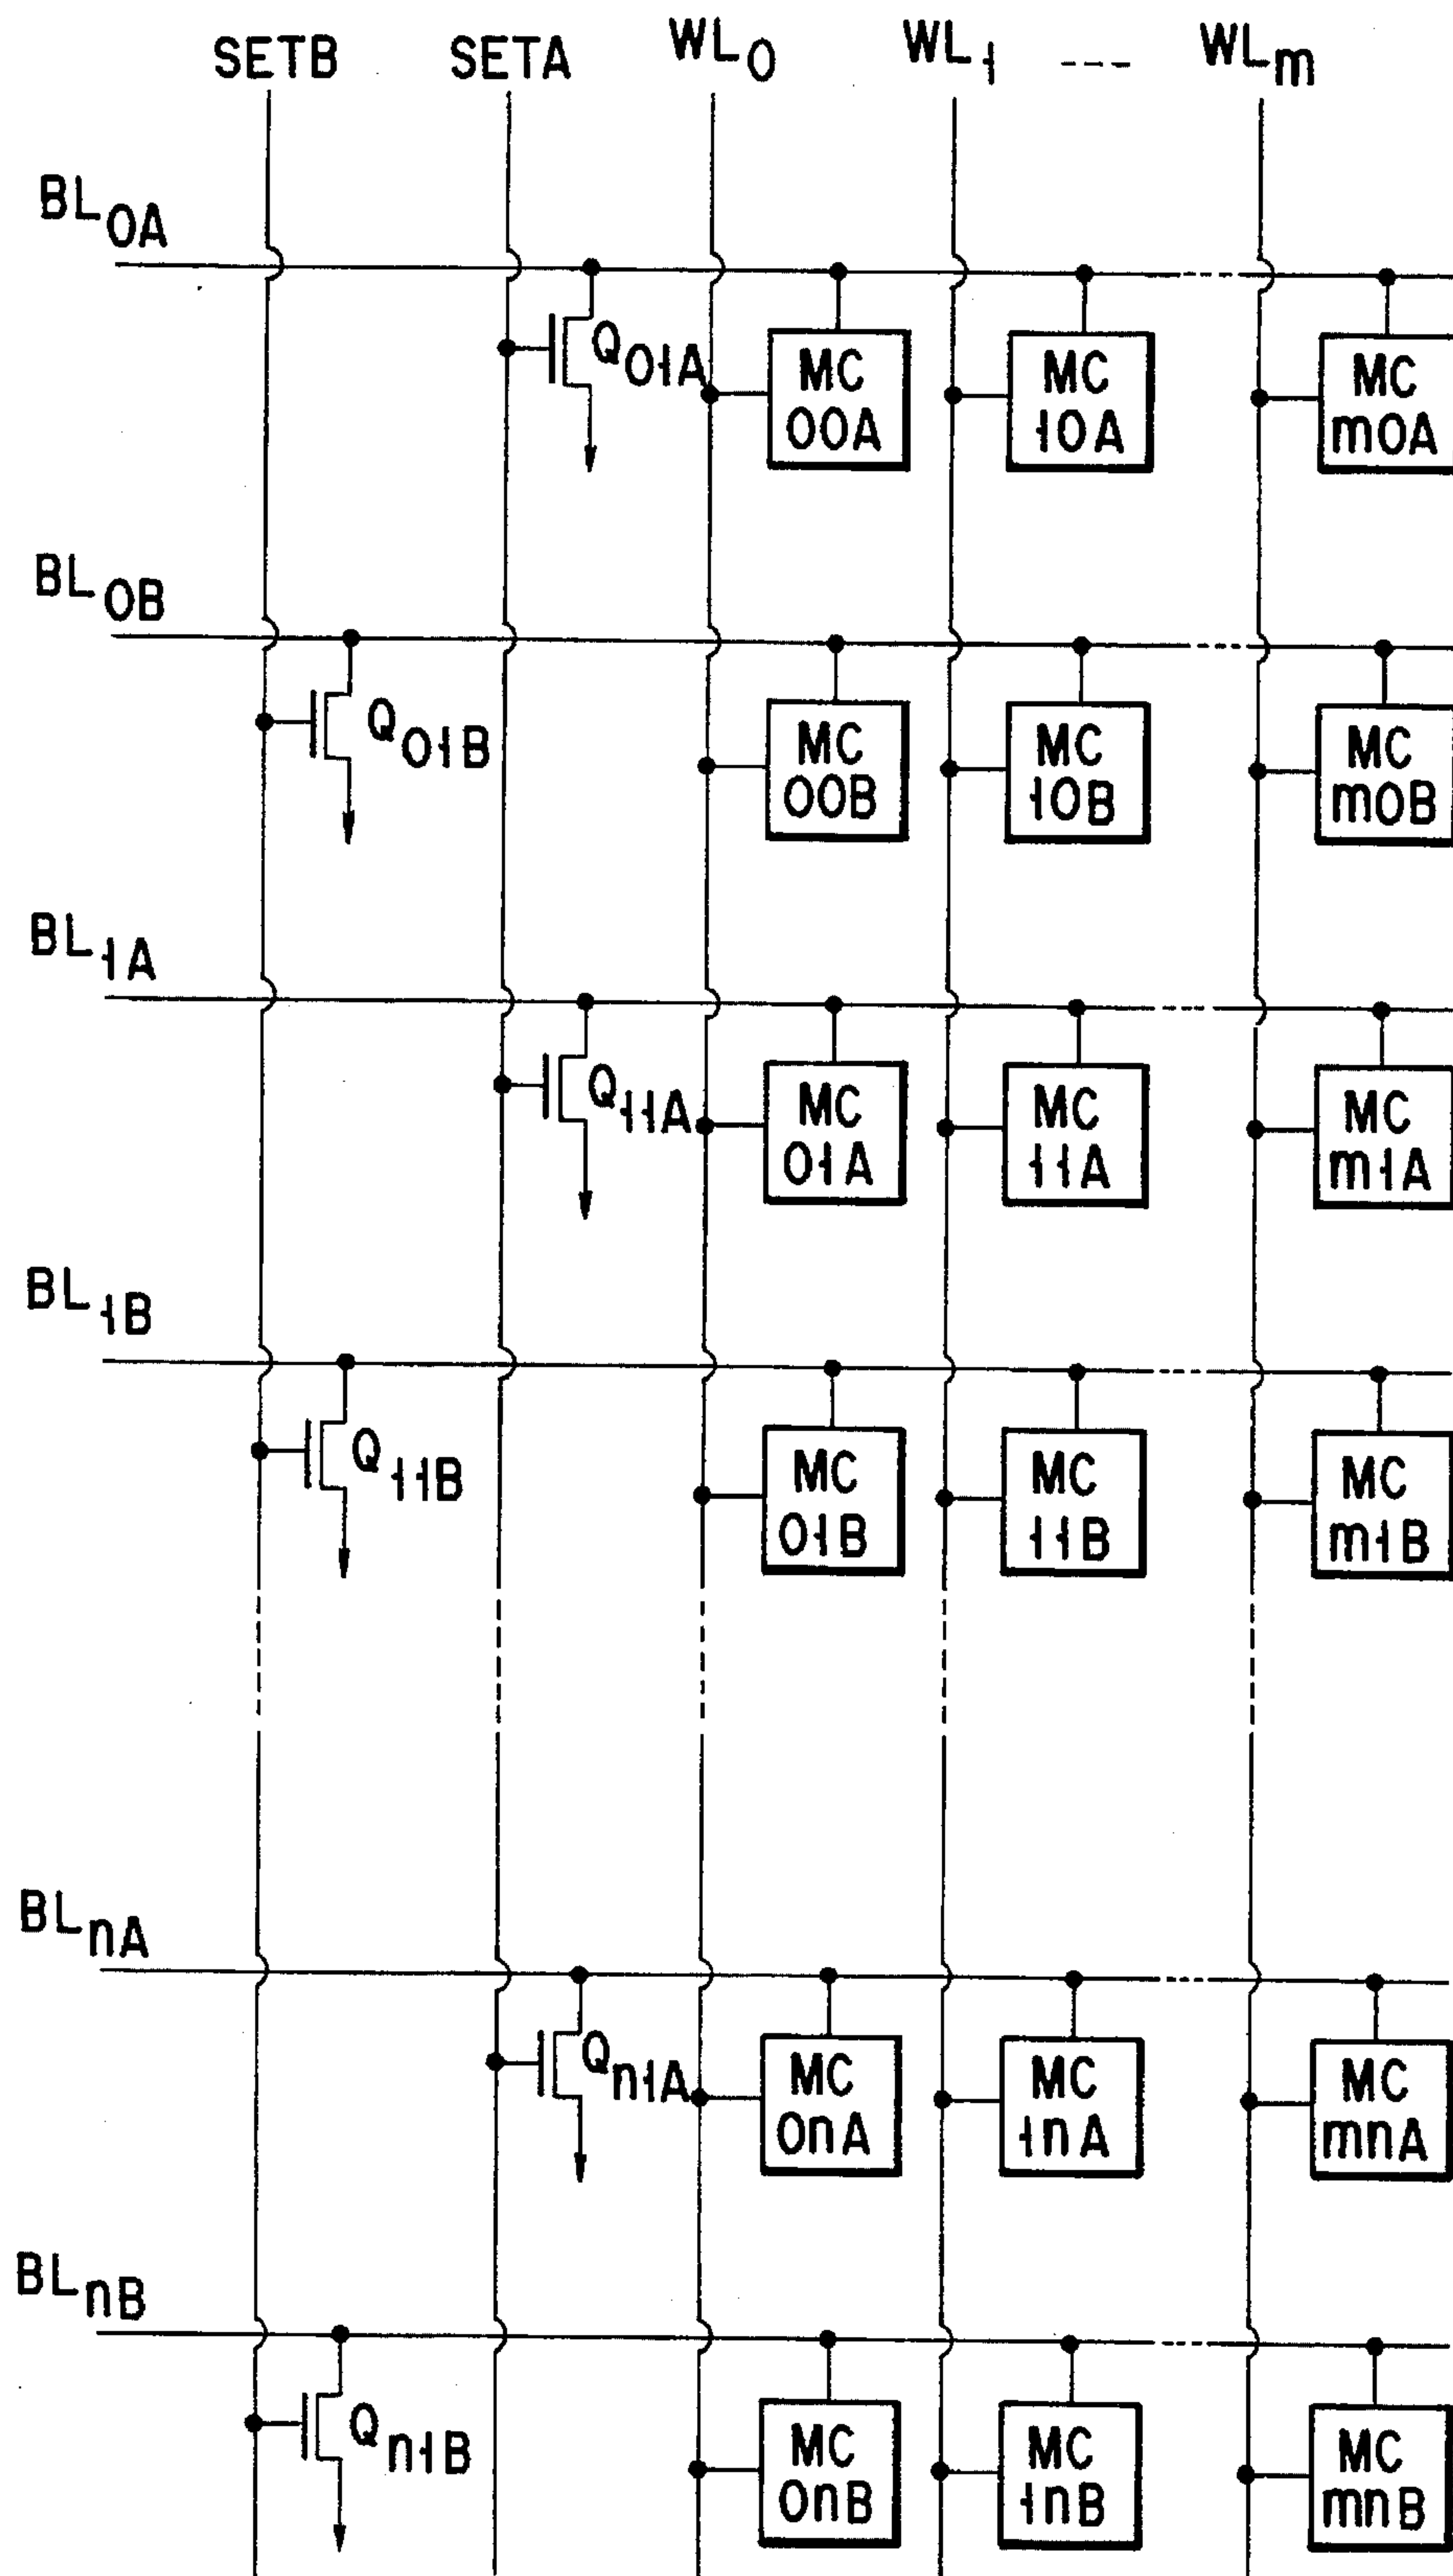 SETB SETA WL0 WL1 --- WLm
BL0A
Q01A
MC 00A
MC 10A
MC m0A
BL0B
Q01B
MC 00B
MC 10B
MC m0B
BL1A
Q11A
MC 01A
MC 11A
MC m1A
BL1B
Q11B
MC 01B
MC 11B
MC m1B
BLnA
Qn1A
MC 0nA
MC 1nA
MC mnA
BLnB
Qn1B
MC 0nB
MC 1nB
MC mnB